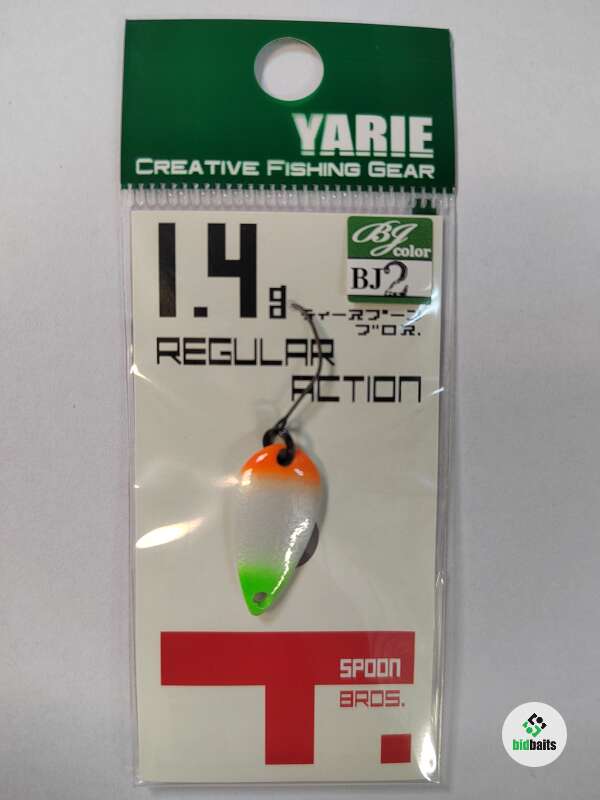 YARIE
CREATIVE FISHING GEAR
1.4g
BJ color
BJ2
ティースプーン
ブロス.
REGULAR
ACTION
T.
SPOON
BROS.
bidbaits